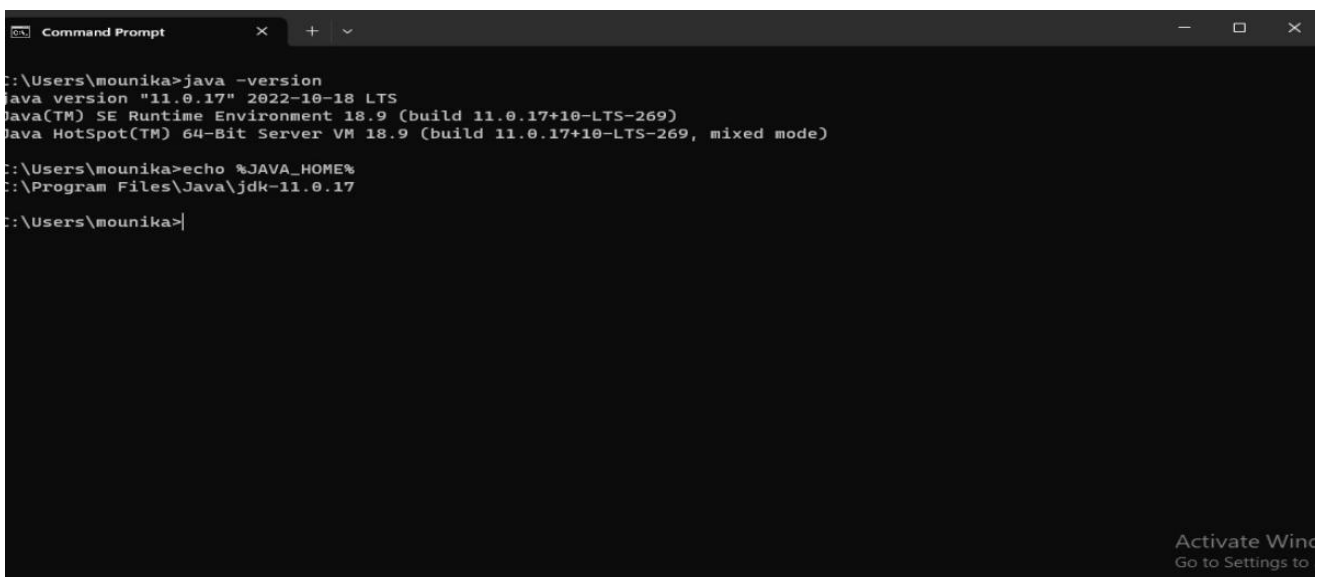 Command Prompt
:\Users\mounika>java -version
java version "11.0.17" 2022-10-18 LTS
Java(TM) SE Runtime Environment 18.9 (build 11.0.17+10-LTS-269)
Java HotSpot(TM) 64-Bit Server VM 18.9 (build 11.0.17+10-LTS-269, mixed mode)
:\Users\mounika>echo %JAVA_HOME%
:\Program Files\Java\jdk-11.0.17
:\Users\mounika>
Activate Wind
Go to Settings to